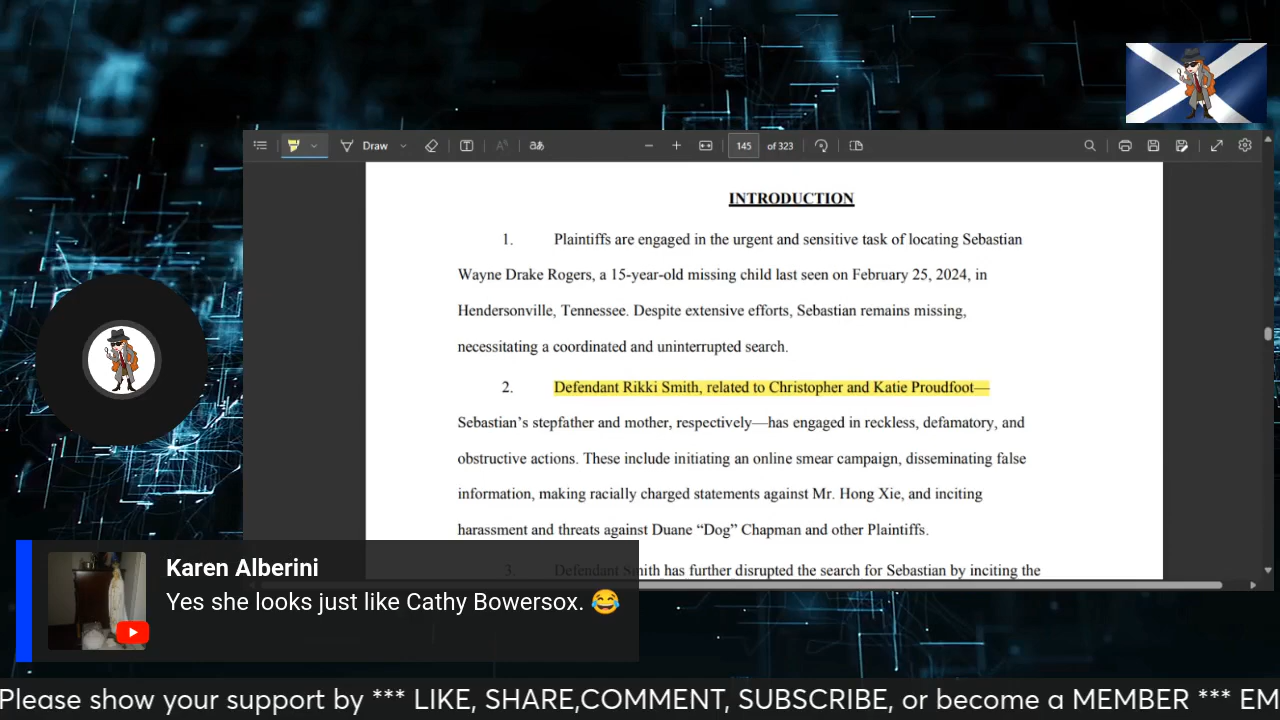 Draw
aあ
145 of 323
INTRODUCTION
1. Plaintiffs are engaged in the urgent and sensitive task of locating Sebastian
Wayne Drake Rogers, a 15-year-old missing child last seen on February 25, 2024, in
Hendersonville, Tennessee. Despite extensive efforts, Sebastian remains missing,
necessitating a coordinated and uninterrupted search.
2. Defendant Rikki Smith, related to Christopher and Katie Proudfoot—
Sebastian’s stepfather and mother, respectively—has engaged in reckless, defamatory, and
obstructive actions. These include initiating an online smear campaign, disseminating false
information, making racially charged statements against Mr. Hong Xie, and inciting
harassment and threats against Duane “Dog” Chapman and other Plaintiffs.
3. Defendant Smith has further disrupted the search for Sebastian by inciting the
Karen Alberini
Yes she looks just like Cathy Bowersox. 😂
Please show your support by *** LIKE, SHARE,COMMENT, SUBSCRIBE, or become a MEMBER *** EM